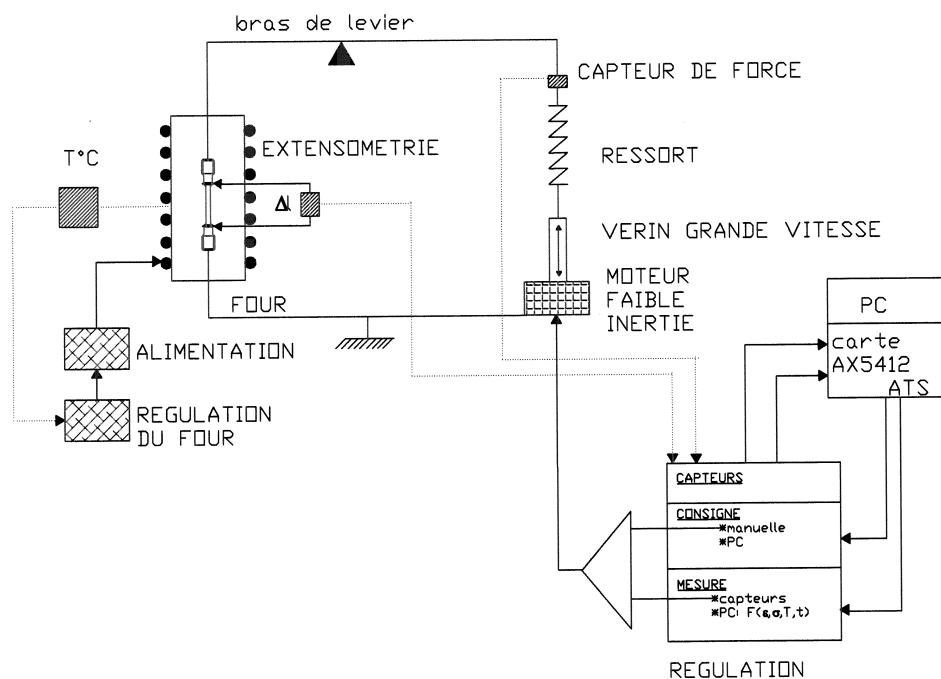 bras de levier
CAPTEUR DE FORCE
EXTENSOMETRIE
T°C
RESSORT
Δl
VERIN GRANDE VITESSE
MOTEUR
FAIBLE
INERTIE
FOUR
PC
carte
AX5412
ATS
ALIMENTATION
RÉGULATION
DU FOUR
CAPTEURS
CONSIGNE
*manuelle
*PC
MESURE
*capteurs
*PC: F(ε,σ,T,t)
REGULATION